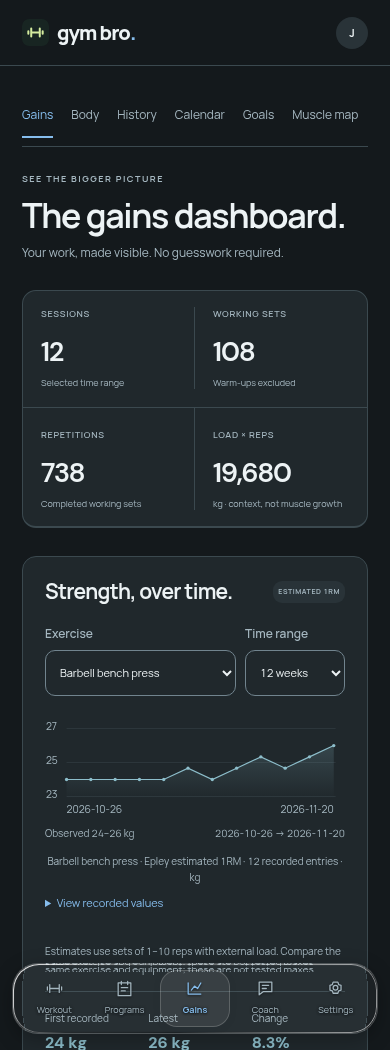 gym bro.
J
Gains Body History Calendar Goals Muscle map
SEE THE BIGGER PICTURE
The gains dashboard.
Your work, made visible. No guesswork required.
SESSIONS
12
Selected time range
WORKING SETS
108
Warm-ups excluded
REPETITIONS
738
Completed working sets
LOAD × REPS
19,680
kg · context, not muscle growth
Strength, over time.
ESTIMATED 1RM
Exercise
Time range
Barbell bench press
12 weeks
27
25
23
2026-10-26 2026-11-20
Observed 24–26 kg
2026-10-26 → 2026-11-20
Barbell bench press · Epley estimated 1RM · 12 recorded entries ·
kg
View recorded values
Estimates use sets of 1–10 reps with external load. Compare the
same exercise and equipment; these are not tested maxes.
Workout Programs Gains Coach Settings
First recorded Latest Change
24 kg 26 kg 8.3%